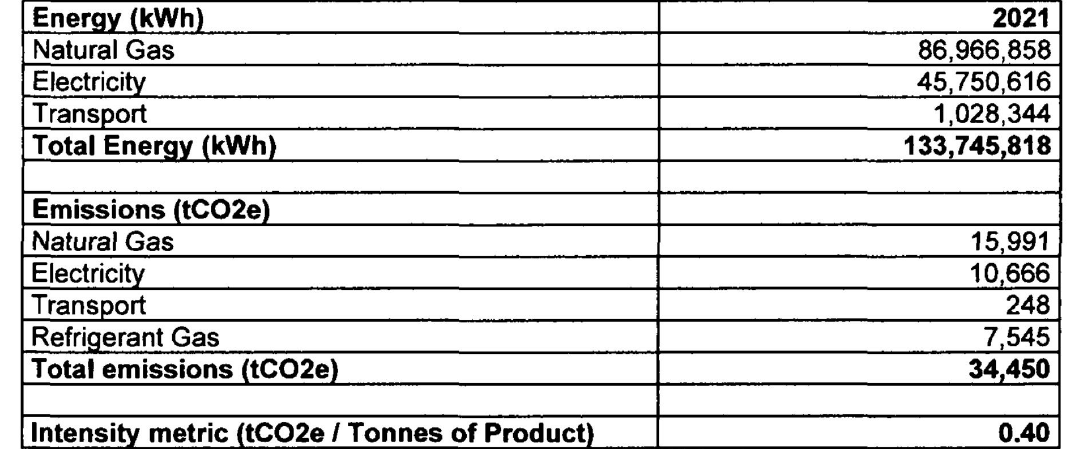 Energy (kWh) 2021
Natural Gas 86,966,858
Electricity 45,750,616
Transport 1,028,344
Total Energy (kWh) 133,745,818
Emissions (tCO2e)
Natural Gas 15,991
Electricity 10,666
Transport 248
Refrigerant Gas 7,545
Total emissions (tCO2e) 34,450
Intensity metric (tCO2e / Tonnes of Product) 0.40